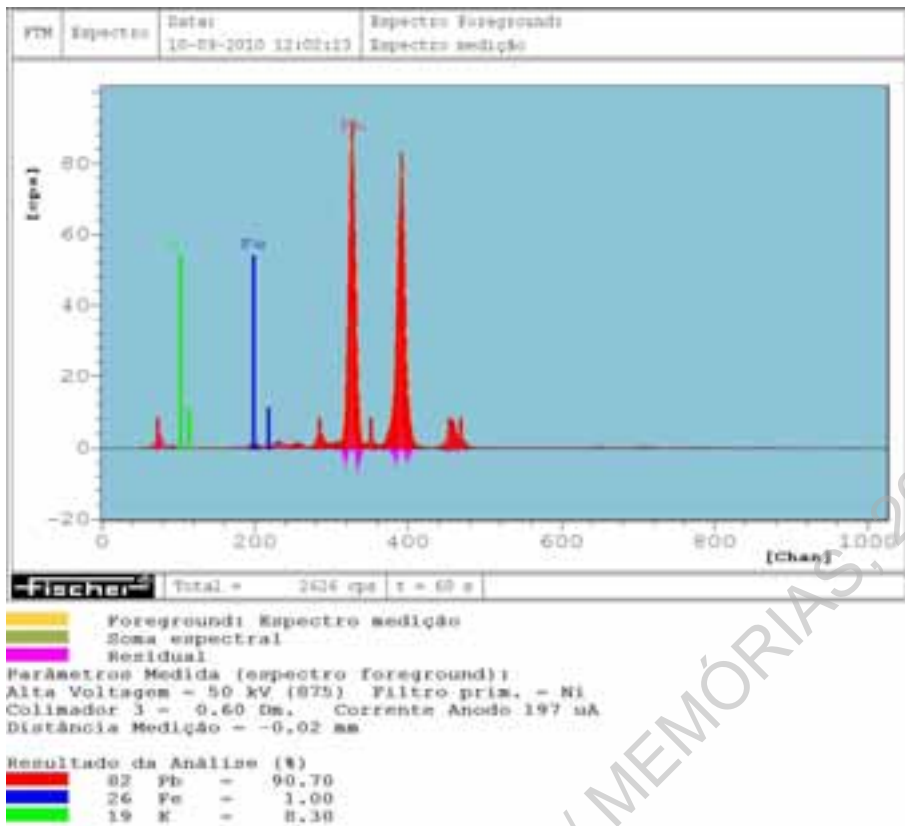 FTM Espectro Data: Espectro Foreground:
10-09-2010 12:02:13 Espectro medição
[cps]
80
60
40
20
0
-20
Fe
0 200 400 600 800 1000
[Chan]
Fischer Total = 2626 cps t = 60 s
Foreground: Espectro medição
Soma espectral
Residual
Parâmetros Medida (espectro foreground):
Alta Voltagem = 50 kV (875) Filtro prim. = Ni
Colimador 3 = 0.60 Dm. Corrente Anodo 197 uA
Distância Medição = -0.02 mm
Resultado da Análise (%)
82 Pb = 90.70
26 Fe = 1.00
19 K = 8.30
MEMÓRIAS, 20